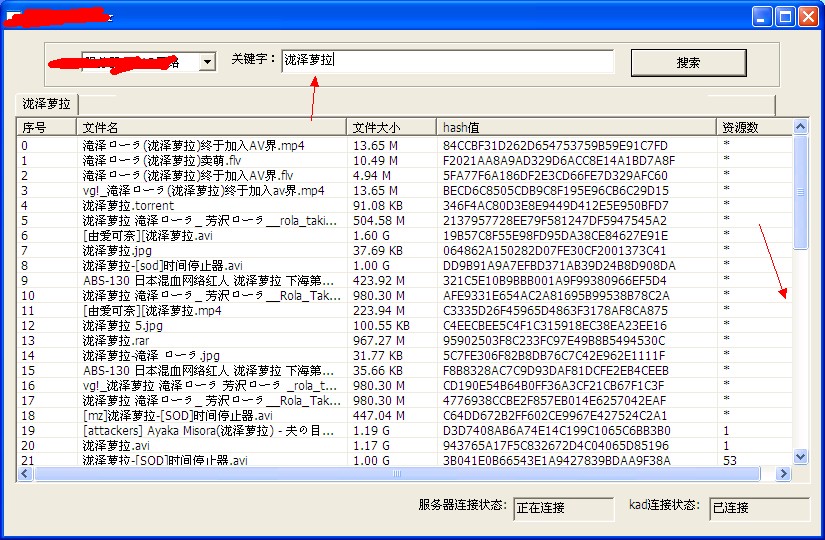 关键字： 泷泽萝拉 搜索
泷泽萝拉
序号 文件名 文件大小 hash值 资源数
0 滝泽ローラ(泷泽萝拉)终于加入AV界.mp4 13.65 M 84CCBF31D262D654753759B59E91C7FD *
1 滝泽ローラ(泷泽萝拉)卖萌.flv 10.49 M F2021AA8A9AD329D6ACC8E14A1BD7A8F *
2 滝泽ローラ(泷泽萝拉)终于加入AV界.flv 4.94 M 5FA77F6A186DF2E3CD66FE7D329AFC60 *
3 vg!_滝泽ローラ(泷泽萝拉)终于加入av界.mp4 13.65 M BECD6C8505CDB9C8F195E96CB6C29D15 *
4 泷泽萝拉.torrent 91.08 KB 346F4AC80D3E8E9449D412E5E950BFD7 *
5 泷泽萝拉 滝泽ローラ_ 芳沢ローラ__rola_taki... 504.58 M 2137957728EE79F581247DF5947545A2 *
6 [由爱可奈][泷泽萝拉.avi 1.60 G 19B57C8F55E98FD95DA38CE84627E91E *
7 泷泽萝拉.jpg 37.69 KB 064862A150282D07FE30CF2001373C41 *
8 泷泽萝拉-[sod]时间停止器.avi 1.00 G DD9B91A9A7EFBD371AB39D24B8D908DA *
9 ABS-130 日本混血网络红人 泷泽萝拉 下海第... 423.92 M 321C5E10B9BBB001A9F99380966EF5D4 *
10 泷泽萝拉 滝泽ローラ_ 芳沢ローラ__Rola_Tak... 980.30 M AFE9331E654AC2A81695B99538B78C2A *
11 [由爱可奈][泷泽萝拉.mp4 223.94 M C3335D26F45965D4863F3178AF8CA875 *
12 泷泽萝拉 5.jpg 100.55 KB C4EECBEE5C4F1C315918EC38EA23EE16 *
13 泷泽萝拉.rar 967.27 M 95902503F8C233FC97E49B8B5494530C *
14 泷泽萝拉-滝泽 ローラ.jpg 31.77 KB 5C7FE306F82B8DB76C7C42E962E1111F *
15 ABS-130 日本混血网络红人 泷泽萝拉 下海第... 35.66 M F8B8328AC7C9D93DAF81DCFE2EB4CEEB *
16 vg!_泷泽萝拉 滝泽ローラ 芳沢ローラ _rola_t... 980.30 M CD190E54B64B0FF36A3CF21CB67F1C3F *
17 泷泽萝拉 滝泽ローラ_ 芳沢ローラ__Rola_Tak... 980.30 M 4776938CCBE2F857EB014E6257042EAF *
18 [mz]泷泽萝拉-[SOD]时间停止器.avi 447.04 M C64DD672B2FF602CE9967E427524C2A1 *
19 [attackers] Ayaka Misora(泷泽萝拉) - 夫の目... 1.19 G D3D7408AB6A74E14C199C1065C6BB3B0 1
20 泷泽萝拉.avi 1.17 G 943765A17F5C832672D4C04065D85196 1
21 泷泽萝拉-[SOD]时间停止器.avi 1.00 G 3B041E0B66543E1A9427839BDAA9F38A 53
服务器连接状态: 正在连接 kad连接状态: 已连接